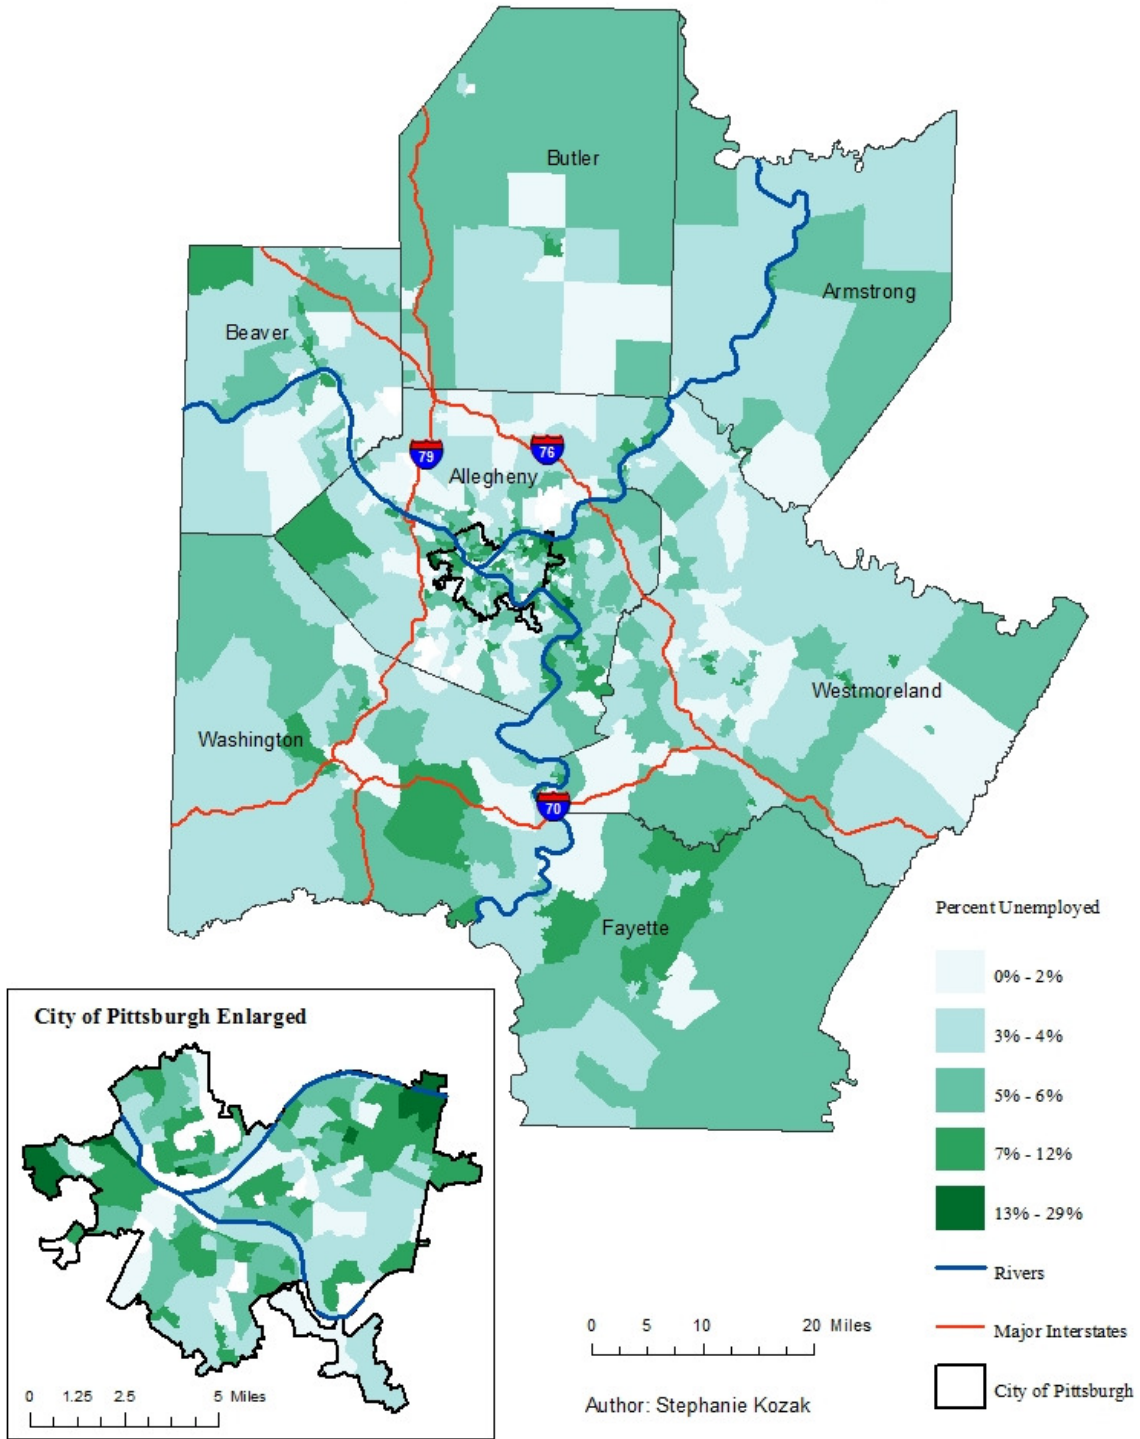 Butler
Armstrong
Beaver
79
76
Allegheny
Westmoreland
Washington
70
Fayette
Percent Unemployed
0% - 2%
3% - 4%
5% - 6%
7% - 12%
13% - 29%
Rivers
Major Interstates
City of Pittsburgh
City of Pittsburgh Enlarged
0 1.25 2.5 5 Miles
0 5 10 20 Miles
Author: Stephanie Kozak